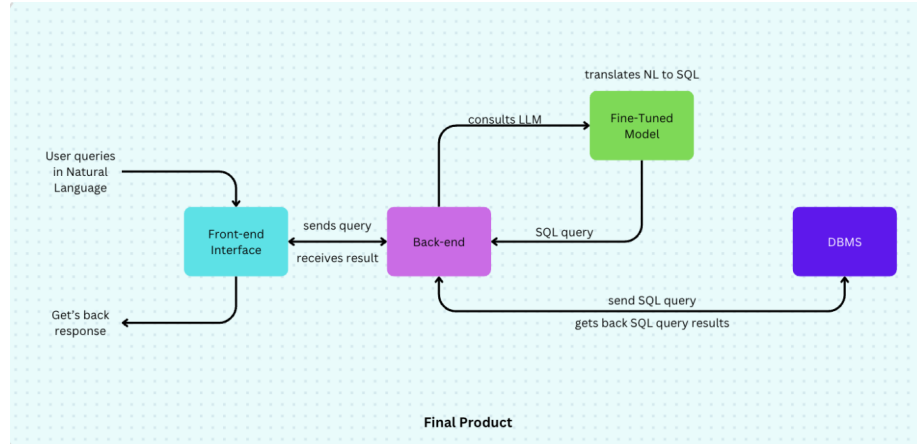 translates NL to SQL
consults LLM
Fine-Tuned
Model
User queries
in Natural
Language
Front-end
Interface
sends query
receives result
Back-end
SQL query
DBMS
Get's back
response
send SQL query
gets back SQL query results
Final Product